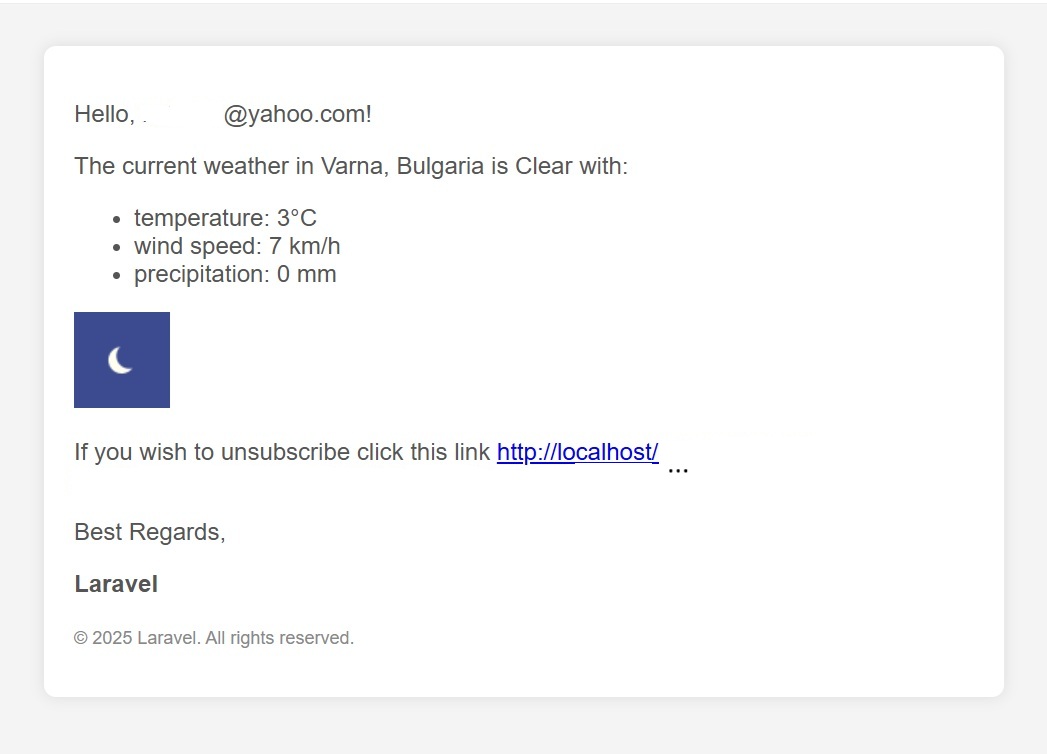 Hello, @yahoo.com!
The current weather in Varna, Bulgaria is Clear with:
• temperature: 3°C
• wind speed: 7 km/h
• precipitation: 0 mm
If you wish to unsubscribe click this link http://localhost/ ...
Best Regards,
Laravel
© 2025 Laravel. All rights reserved.